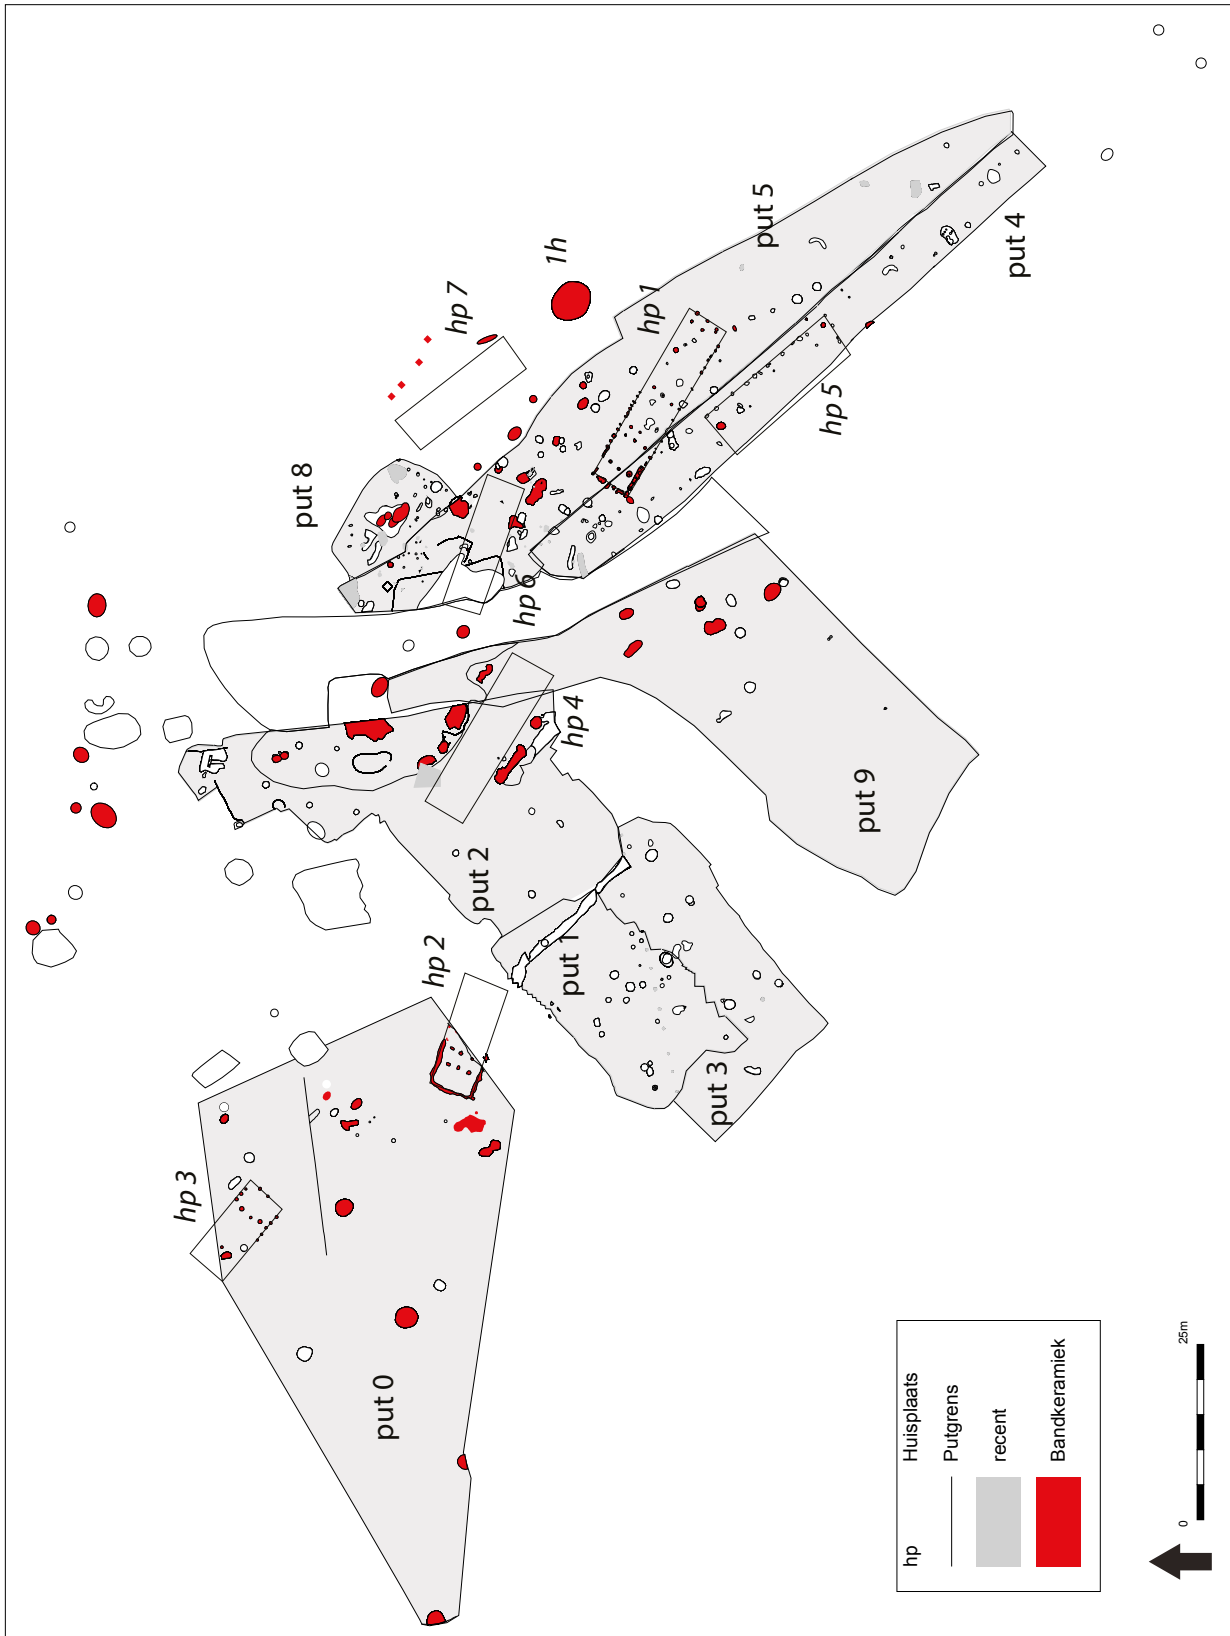 put 0
hp 3
hp 2
put 3
put 1
put 2
hp 4
put 9
put 8
hp 6
hp 7
1h
hp 1
hp 5
put 5
put 4
hp Huisplaats
Putgrens
recent
Bandkeramiek
0 25m